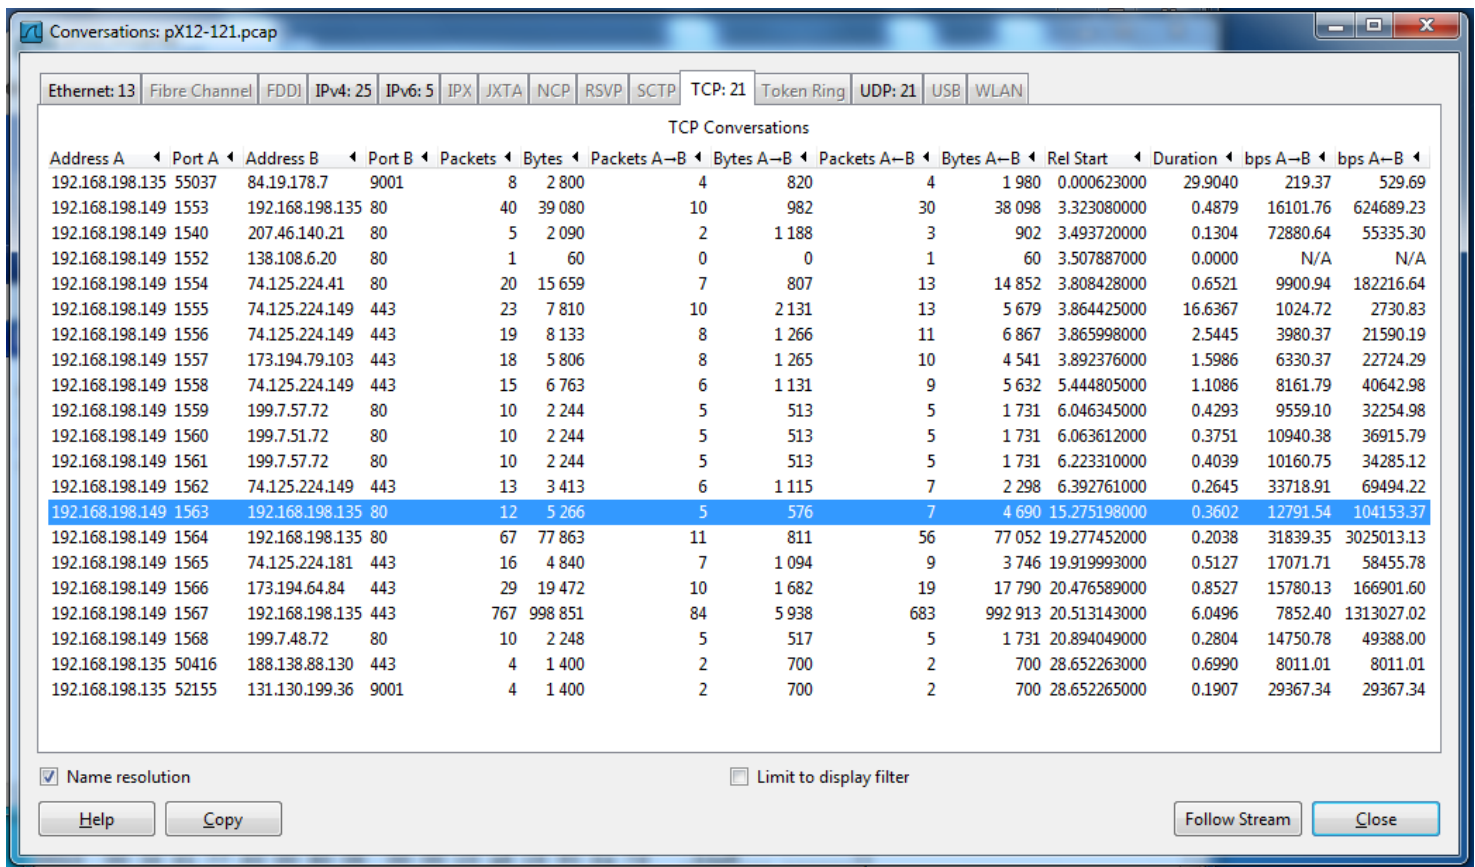 Conversations: pX12-121.pcap
Ethernet: 13 Fibre Channel FDDI IPv4: 25 IPv6: 5 IPX JXTA NCP RSVP SCTP TCP: 21 Token Ring UDP: 21 USB WLAN
TCP Conversations
Address A Port A Address B Port B Packets Bytes Packets A→B Bytes A→B Packets A←B Bytes A←B Rel Start Duration bps A→B bps A←B
192.168.198.135 55037 84.19.178.7 9001 8 2 800 4 820 4 1 980 0.000623000 29.9040 219.37 529.69
192.168.198.149 1553 192.168.198.135 80 40 39 080 10 982 30 38 098 3.323080000 0.4879 16101.76 624689.23
192.168.198.149 1540 207.46.140.21 80 5 2 090 2 1 188 3 902 3.493720000 0.1304 72880.64 55335.30
192.168.198.149 1552 138.108.6.20 80 1 60 0 0 1 60 3.507887000 0.0000 N/A N/A
192.168.198.149 1554 74.125.224.41 80 20 15 659 7 807 13 14 852 3.808428000 0.6521 9900.94 182216.64
192.168.198.149 1555 74.125.224.149 443 23 7 810 10 2 131 13 5 679 3.864425000 16.6367 1024.72 2730.83
192.168.198.149 1556 74.125.224.149 443 19 8 133 8 1 266 11 6 867 3.865998000 2.5445 3980.37 21590.19
192.168.198.149 1557 173.194.79.103 443 18 5 806 8 1 265 10 4 541 3.892376000 1.5986 6330.37 22724.29
192.168.198.149 1558 74.125.224.149 443 15 6 763 6 1 131 9 5 632 5.444805000 1.1086 8161.79 40642.98
192.168.198.149 1559 199.7.57.72 80 10 2 244 5 513 5 1 731 6.046345000 0.4293 9559.10 32254.98
192.168.198.149 1560 199.7.51.72 80 10 2 244 5 513 5 1 731 6.063612000 0.3751 10940.38 36915.79
192.168.198.149 1561 199.7.57.72 80 10 2 244 5 513 5 1 731 6.223310000 0.4039 10160.75 34285.12
192.168.198.149 1562 74.125.224.149 443 13 3 413 6 1 115 7 2 298 6.392761000 0.2645 33718.91 69494.22
192.168.198.149 1563 192.168.198.135 80 12 5 266 5 576 7 4 690 15.275198000 0.3602 12791.54 104153.37
192.168.198.149 1564 192.168.198.135 80 67 77 863 11 811 56 77 052 19.277452000 0.2038 31839.35 3025013.13
192.168.198.149 1565 74.125.224.181 443 16 4 840 7 1 094 9 3 746 19.919993000 0.5127 17071.71 58455.78
192.168.198.149 1566 173.194.64.84 443 29 19 472 10 1 682 19 17 790 20.476589000 0.8527 15780.13 166901.60
192.168.198.149 1567 192.168.198.135 443 767 998 851 84 5 938 683 992 913 20.513143000 6.0496 7852.40 1313027.02
192.168.198.149 1568 199.7.48.72 80 10 2 248 5 517 5 1 731 20.894049000 0.2804 14750.78 49388.00
192.168.198.135 50416 188.138.88.130 443 4 1 400 2 700 2 700 28.652263000 0.6990 8011.01 8011.01
192.168.198.135 52155 131.130.199.36 9001 4 1 400 2 700 2 700 28.652265000 0.1907 29367.34 29367.34
Name resolution Limit to display filter
Help Copy Follow Stream Close